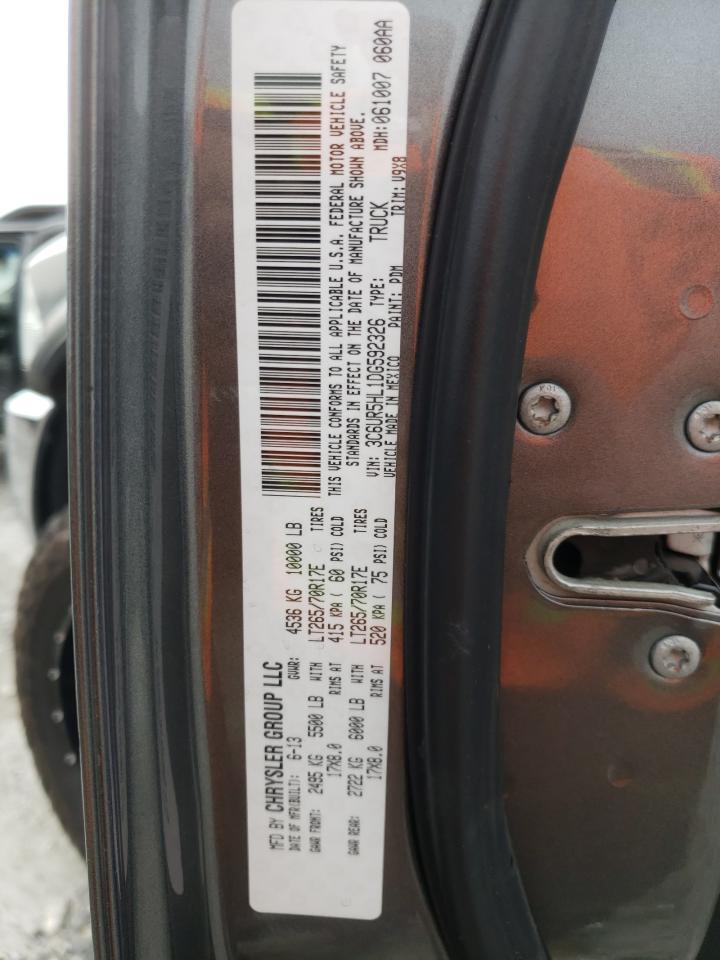 MFD BY CHRYSLER GROUP LLC
DATE OF MFR(BUILT): 6-13 GVWR: 4536 KG 10000 LB
GAWR FRONT: 2495 KG 5500 LB WITH LT265/70R17E TIRES
17X8.0 RIMS AT 415 KPA ( 60 PSI) COLD
GAWR REAR: 2722 KG 6000 LB WITH LT265/70R17E TIRES
17X8.0 RIMS AT 520 KPA ( 75 PSI) COLD
THIS VEHICLE CONFORMS TO ALL APPLICABLE U.S.A. FEDERAL MOTOR VEHICLE SAFETY
STANDARDS IN EFFECT ON THE DATE OF MANUFACTURE SHOWN ABOVE.
VIN: 3C6UR5HL1DG592326 TYPE: TRUCK MDH:061007 060AA
VEHICLE MADE IN MEXICO PAINT: PDM TRIM: V9X8